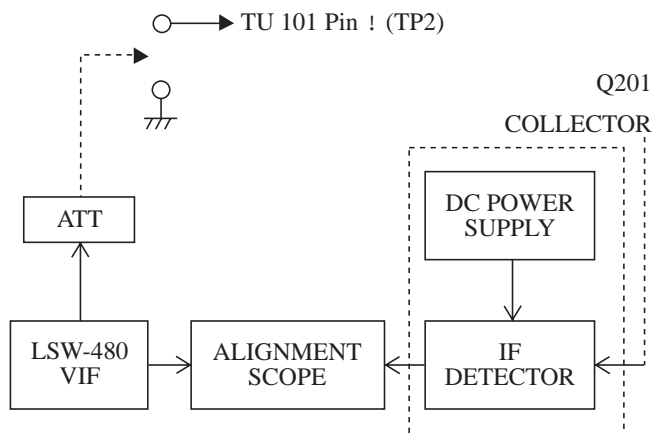 TU 101 Pin ! (TP2)
Q201
COLLECTOR
ATT
DC POWER
SUPPLY
LSW-480
VIF
ALIGNMENT
SCOPE
IF
DETECTOR